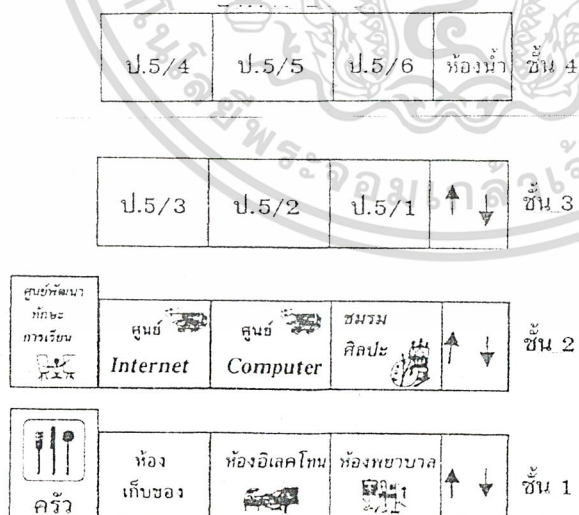 ป.5/4 ป.5/5 ป.5/6 ห้องน้ำ ชั้น 4
ป.5/3 ป.5/2 ป.5/1 ชั้น 3
ศูนย์พัฒนา
ทักษะ
การเรียน
ศูนย์
Internet
ศูนย์
Computer
ชมรม
ศิลปะ
ชั้น 2
ครัว
ห้อง
เก็บของ
ห้องอิเลคโทน
ห้องพยาบาล
ชั้น 1